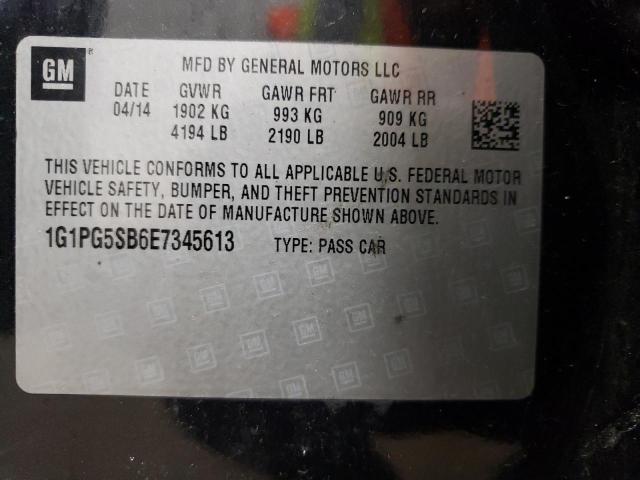 GM ® MFD BY GENERAL MOTORS LLC
DATE GVWR GAWR FRT GAWR RR
04/14 1902 KG 993 KG 909 KG
4194 LB 2190 LB 2004 LB
THIS VEHICLE CONFORMS TO ALL APPLICABLE U.S. FEDERAL MOTOR
VEHICLE SAFETY, BUMPER, AND THEFT PREVENTION STANDARDS IN
EFFECT ON THE DATE OF MANUFACTURE SHOWN ABOVE.
1G1PG5SB6E7345613 TYPE: PASS CAR